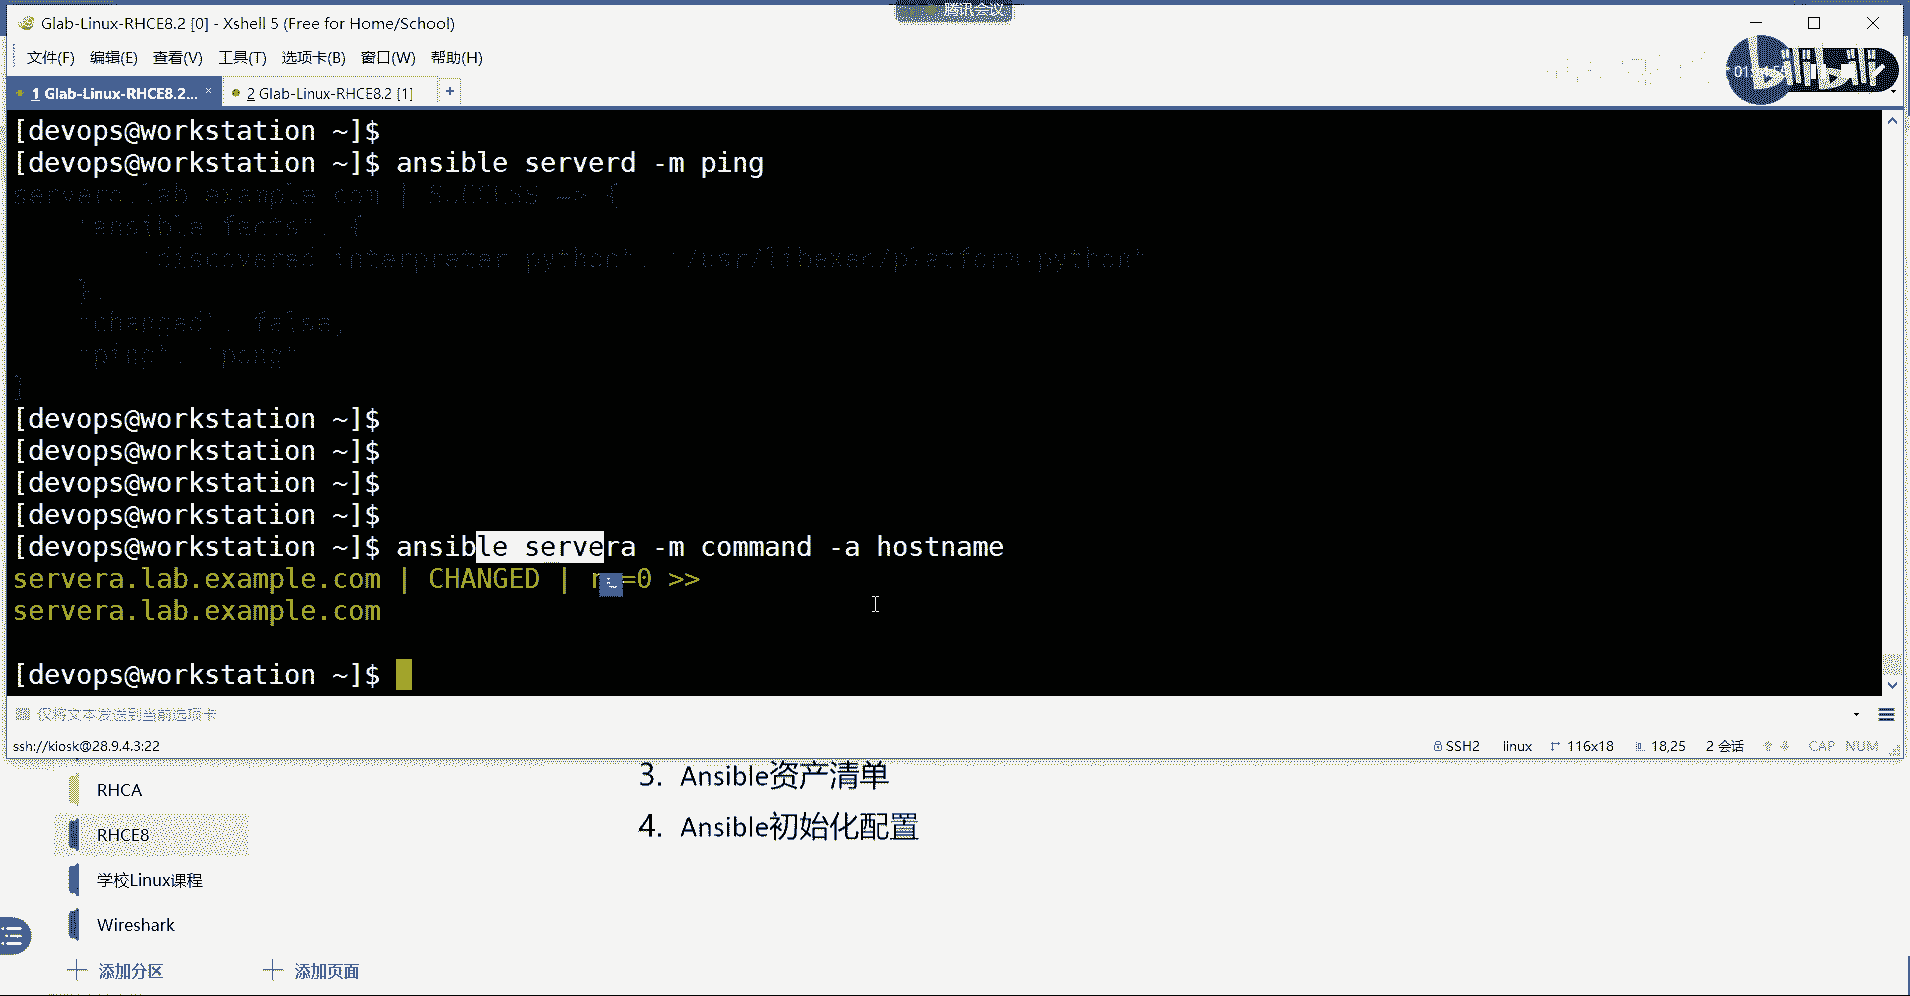 Glab-Linux-RHCE8.2 [0] - Xshell 5 (Free for Home/School)
腾讯会议
文件(F) 编辑(E) 查看(V) 工具(T) 选项卡(B) 窗口(W) 帮助(H)
bilibili
1 Glab-Linux-RHCE8.2... × 2 Glab-Linux-RHCE8.2 [1] +
[devops@workstation ~]$
[devops@workstation ~]$ ansible serverd -m ping
servera.lab.example.com | SUCCESS => {
"ansible_facts": {
"discovered_interpreter_python": "/usr/libexec/platform-python"
},
"changed": false,
"ping": "pong"
}
[devops@workstation ~]$
[devops@workstation ~]$
[devops@workstation ~]$
[devops@workstation ~]$
[devops@workstation ~]$ ansible servera -m command -a hostname
servera.lab.example.com | CHANGED | r =0 >>
servera.lab.example.com
[devops@workstation ~]$
仅将文本发送到当前选项卡
ssh://kiosk@28.9.4.3:22 SSH2 linux 116x18 18,25 2 会话 CAP NUM
3. Ansible资产清单
RHCA
4. Ansible初始化配置
RHCE8
学校Linux课程
Wireshark
添加分区 添加页面